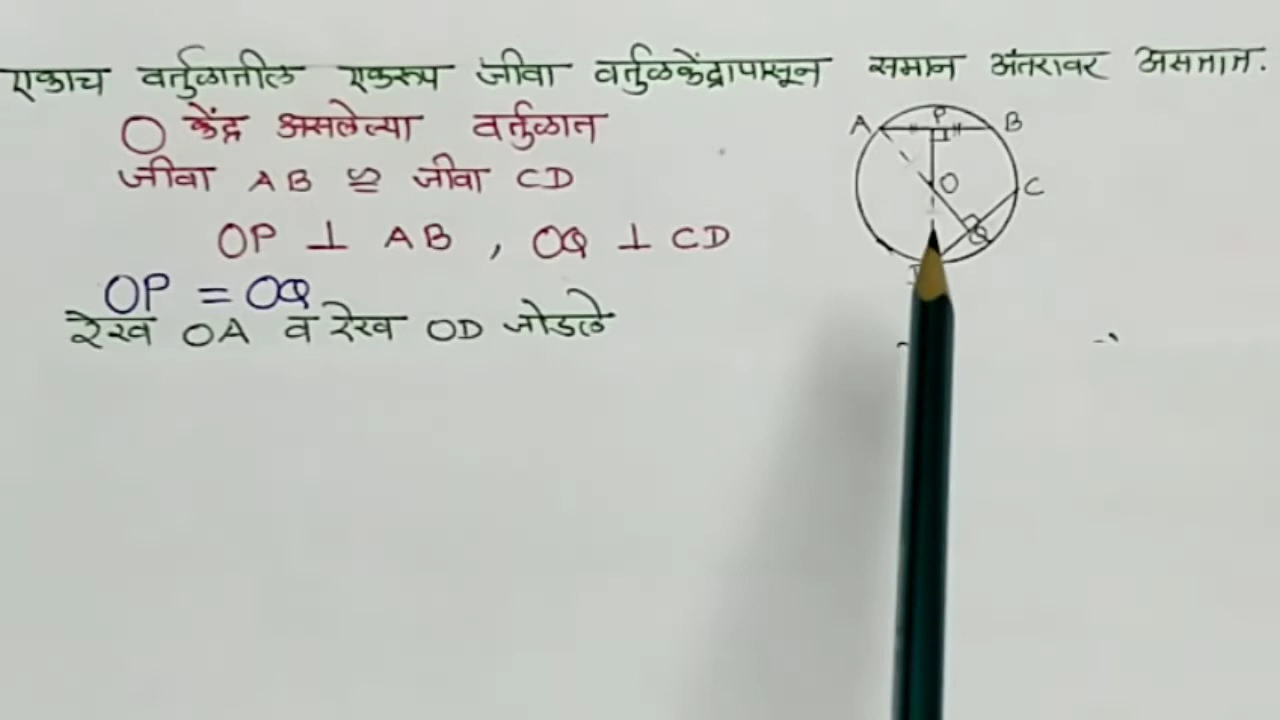 एकाच वर्तुळातील एकरूप जीवा वर्तुळकेंद्रापासून समान अंतरावर असतात.
O केंद्र असलेल्या वर्तुळात
जीवा AB ≅ जीवा CD
OP ⊥ AB , OQ ⊥ CD
OP = OQ
रेख OA व रेख OD जोडले
A P B
O C
Q